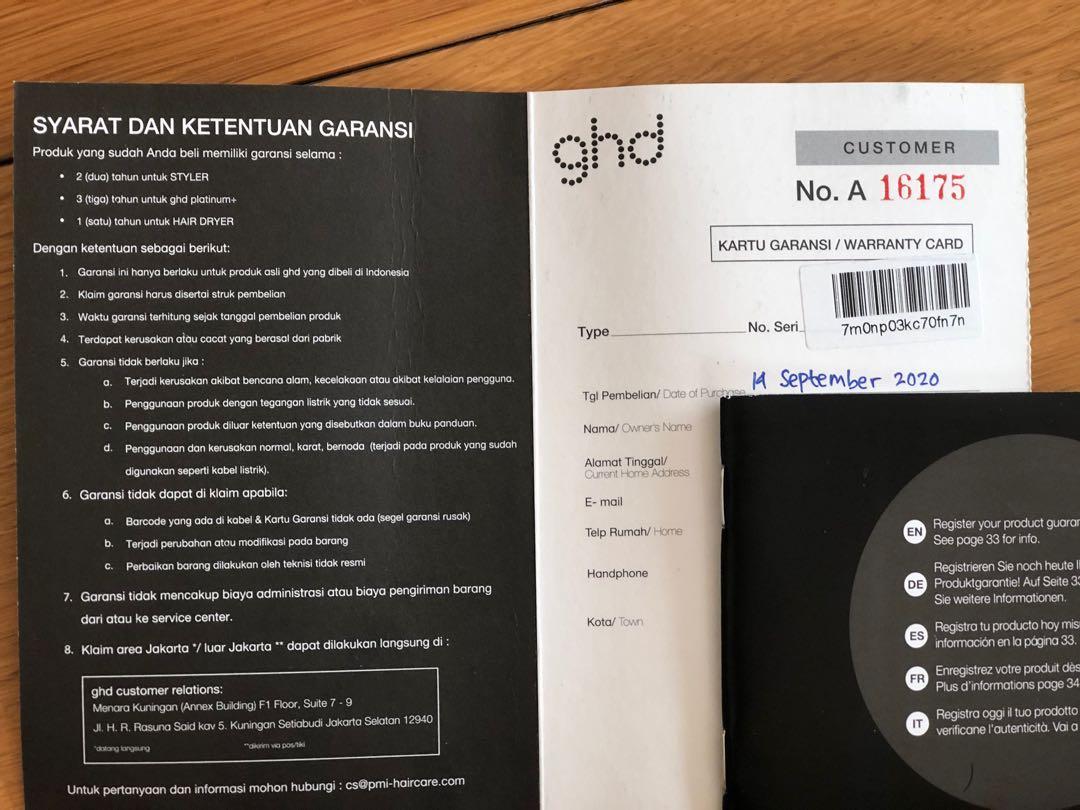 SYARAT DAN KETENTUAN GARANSI
Produk yang sudah Anda beli memiliki garansi selama :
• 2 (dua) tahun untuk STYLER
• 3 (tiga) tahun untuk ghd platinum+
• 1 (satu) tahun untuk HAIR DRYER
Dengan ketentuan sebagai berikut:
1. Garansi ini hanya berlaku untuk produk asli ghd yang dibeli di Indonesia
2. Klaim garansi harus disertai struk pembelian
3. Waktu garansi terhitung sejak tanggal pembelian produk
4. Terdapat kerusakan atau cacat yang berasal dari pabrik
5. Garansi tidak berlaku jika :
a. Terjadi kerusakan akibat bencana alam, kecelakaan atau akibat kelalaian pengguna.
b. Penggunaan produk dengan tegangan listrik yang tidak sesuai.
c. Penggunaan produk diluar ketentuan yang disebutkan dalam buku panduan.
d. Penggunaan dan kerusakan normal, karat, bernoda (terjadi pada produk yang sudah
digunakan seperti kabel listrik).
6. Garansi tidak dapat di klaim apabila:
a. Barcode yang ada di kabel & Kartu Garansi tidak ada (segel garansi rusak)
b. Terjadi perubahan atau modifikasi pada barang
c. Perbaikan barang dilakukan oleh teknisi tidak resmi
7. Garansi tidak mencakup biaya administrasi atau biaya pengiriman barang
dari atau ke service center.
8. Klaim area Jakarta */ luar Jakarta ** dapat dilakukan langsung di :
ghd customer relations:
Menara Kuningan (Annex Building) F1 Floor, Suite 7 - 9
Jl. H. R. Rasuna Said kav 5. Kuningan Setiabudi Jakarta Selatan 12940
*datang langsung **dikirim via pos/tiki
Untuk pertanyaan dan informasi mohon hubungi : cs@pmi-haircare.com
ghd
CUSTOMER
No. A 16175
KARTU GARANSI / WARRANTY CARD
Type No. Seri
7m0np03kc70fn7n
Tgl Pembelian/ Date of Purchase 19 September 2020
Nama/ Owner's Name
Alamat Tinggal/
Current Home Address
E- mail
Telp Rumah/ Home
Handphone
Kota/ Town
EN Register your product guaran
See page 33 for info.
DE Registrieren Sie noch heute I
Produktgarantie! Auf Seite 33
Sie weitere Informationen.
ES Registra tu producto hoy mis
información en la página 33.
FR Enregistrez votre produit dès
Plus d'informations page 34
IT Registra oggi il tuo prodotto
verificane l'autenticità. Vai a